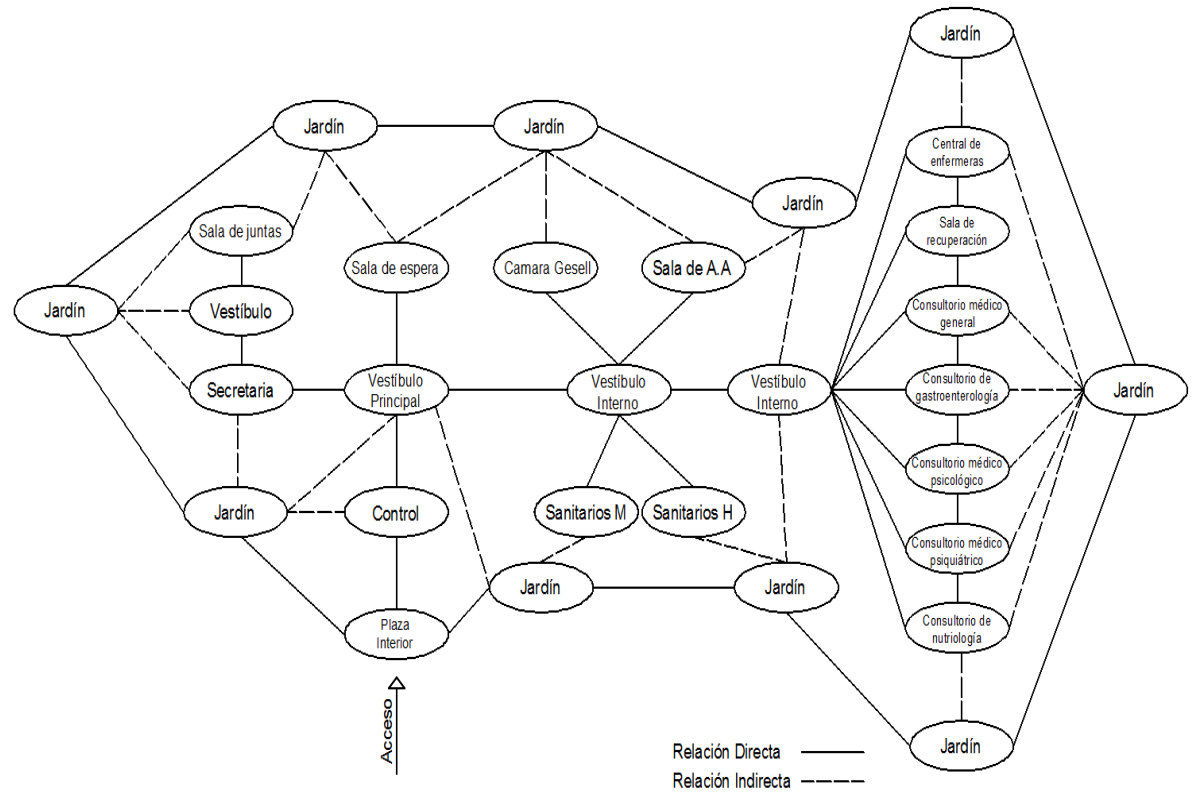 Jardín
Jardín
Jardín
Central de
enfermeras
Jardín
Sala de juntas
Sala de
recuperación
Sala de espera
Camara Gesell
Sala de A.A
Jardín
Vestíbulo
Consultorio médico
general
Secretaria
Vestíbulo
Principal
Vestíbulo
Interno
Vestíbulo
Interno
Consultorio de
gastroenterología
Jardín
Consultorio médico
psicológico
Jardín
Control
Sanitarios M
Sanitarios H
Consultorio médico
psiquiátrico
Jardín
Jardín
Plaza
Interior
Consultorio de
nutriología
Acceso
Jardín
Relación Directa
Relación Indirecta